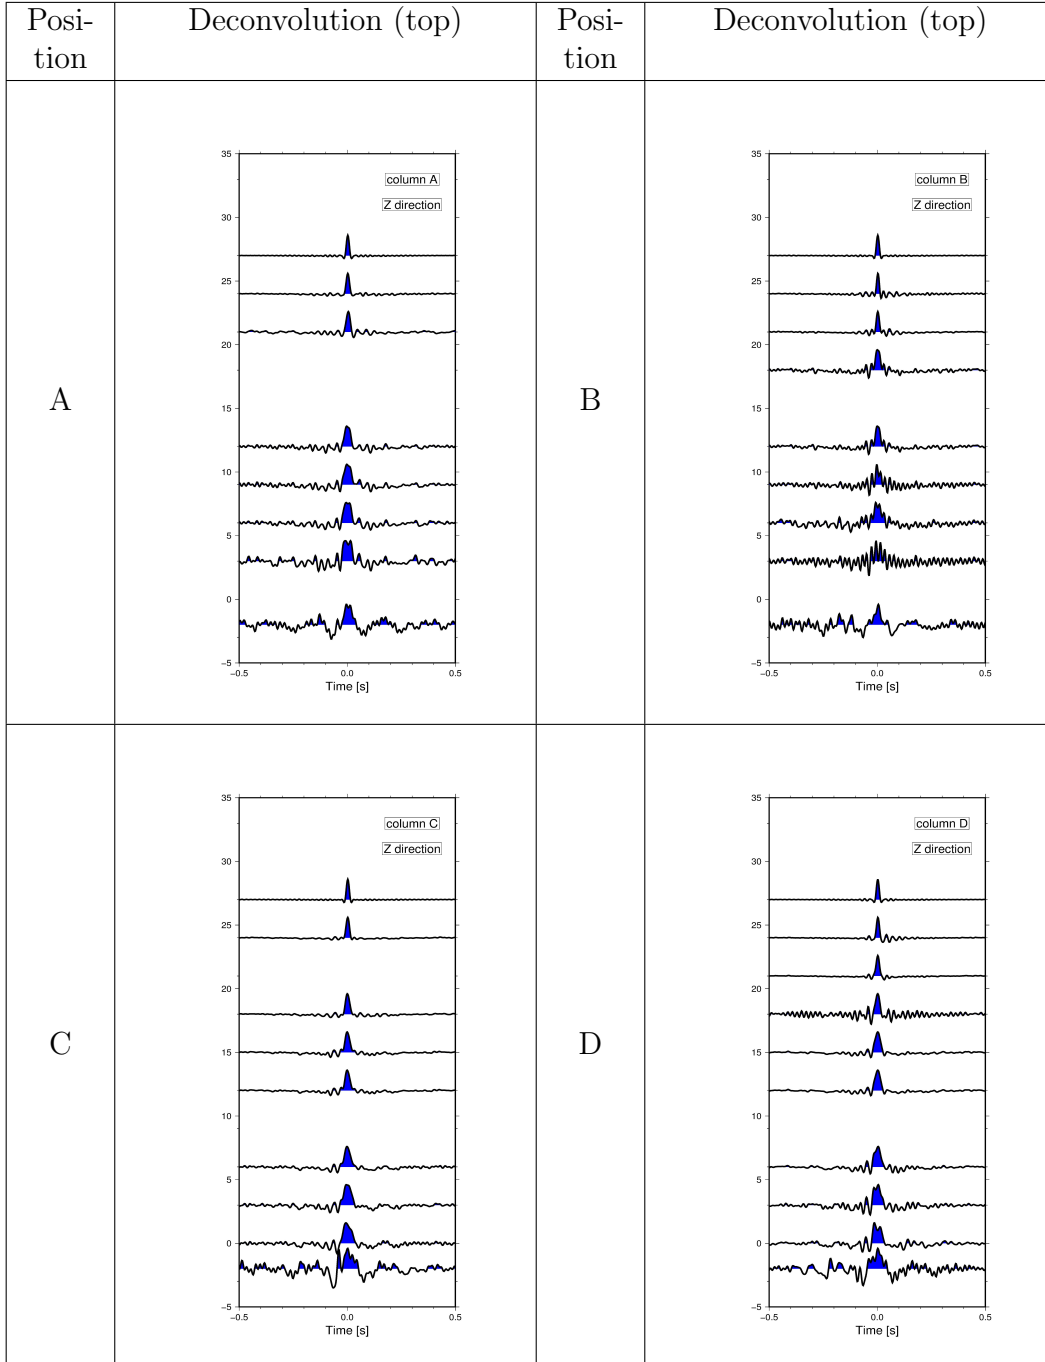 Posi-
tion
Deconvolution (top)
Posi-
tion
Deconvolution (top)
A
35
30
25
20
15
10
5
0
−5
column A
Z direction
−0.5
0.0
0.5
Time [s]
B
35
30
25
20
15
10
5
0
−5
column B
Z direction
−0.5
0.0
0.5
Time [s]
C
35
30
25
20
15
10
5
0
−5
column C
Z direction
−0.5
0.0
0.5
Time [s]
D
35
30
25
20
15
10
5
0
−5
column D
Z direction
−0.5
0.0
0.5
Time [s]